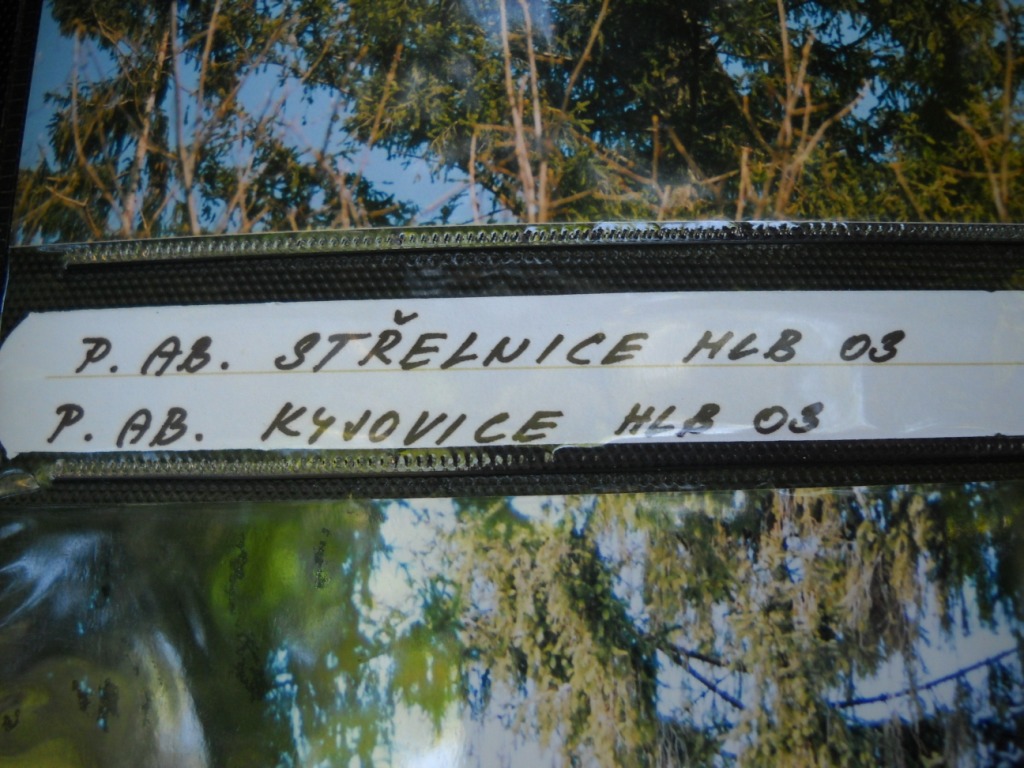 P. AB. STŘELNICE HLB 03
P. AB. KYJOVICE HLB 03